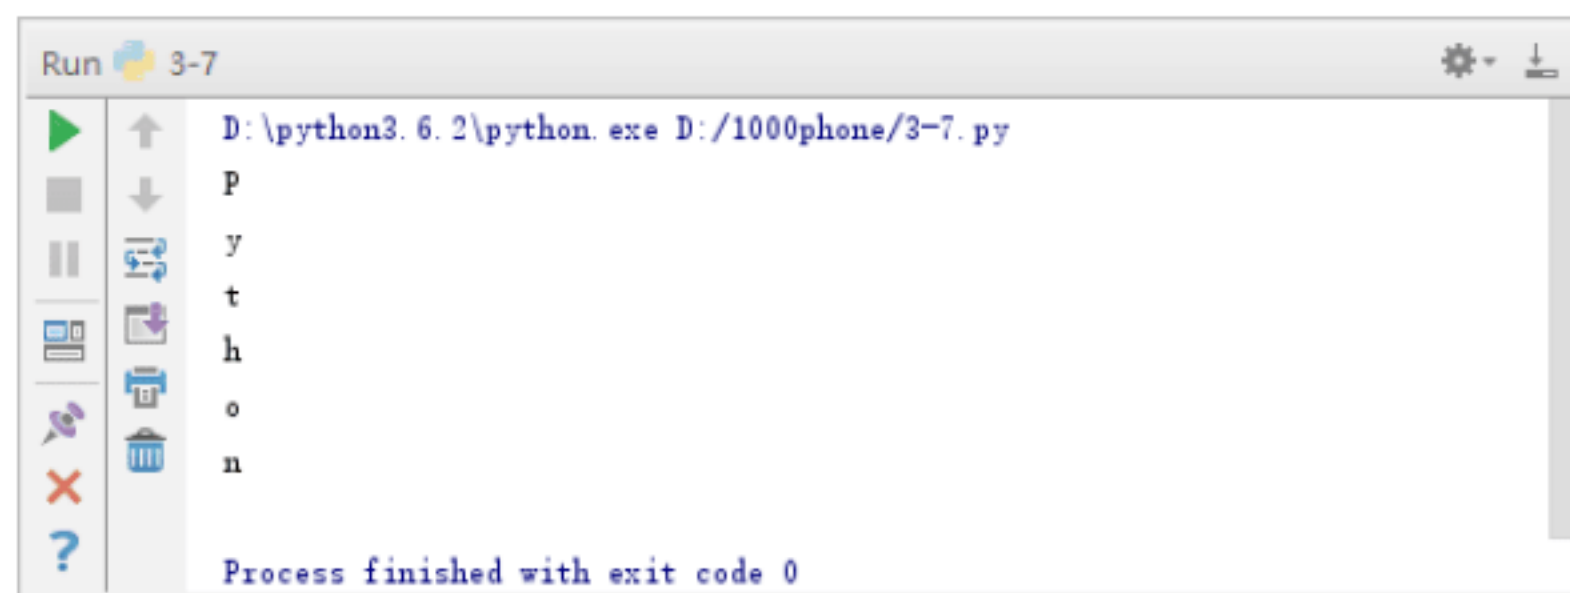 Run 3-7
D:\python3.6.2\python.exe D:/1000phone/3-7.py
P
y
t
h
o
n
Process finished with exit code 0